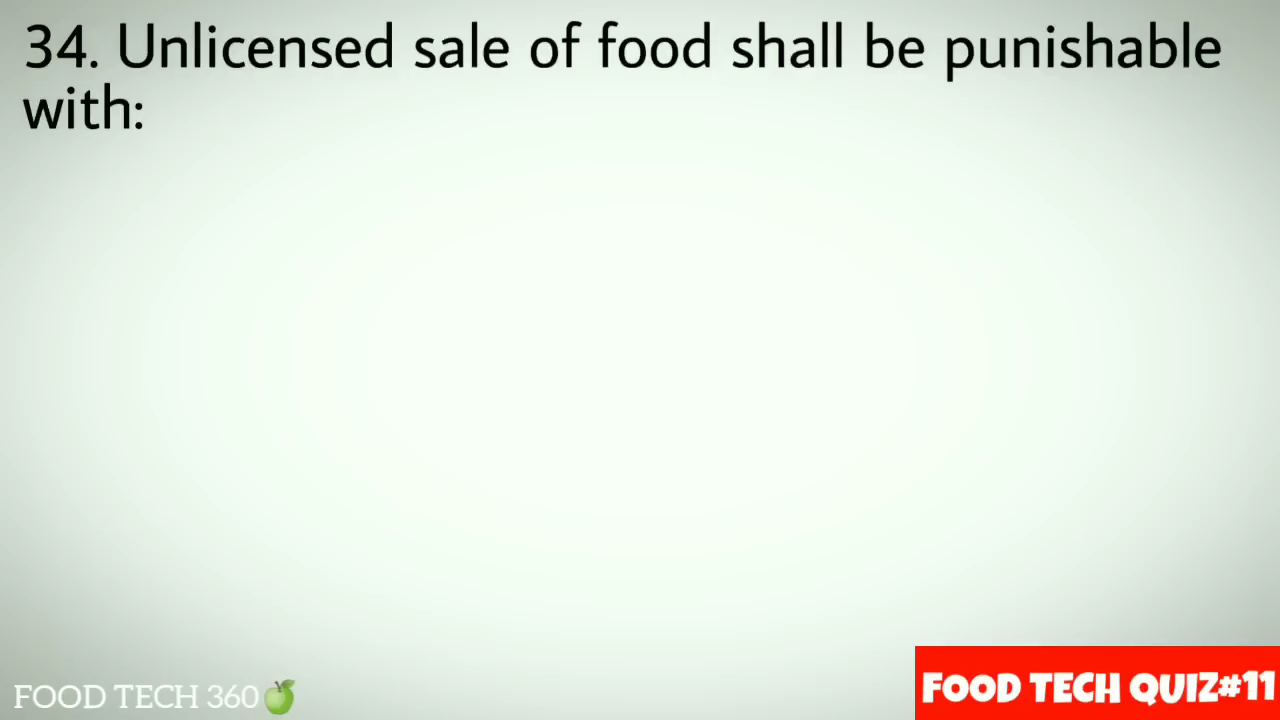 34. Unlicensed sale of food shall be punishable
with:
FOOD TECH 360
FOOD TECH QUIZ#11